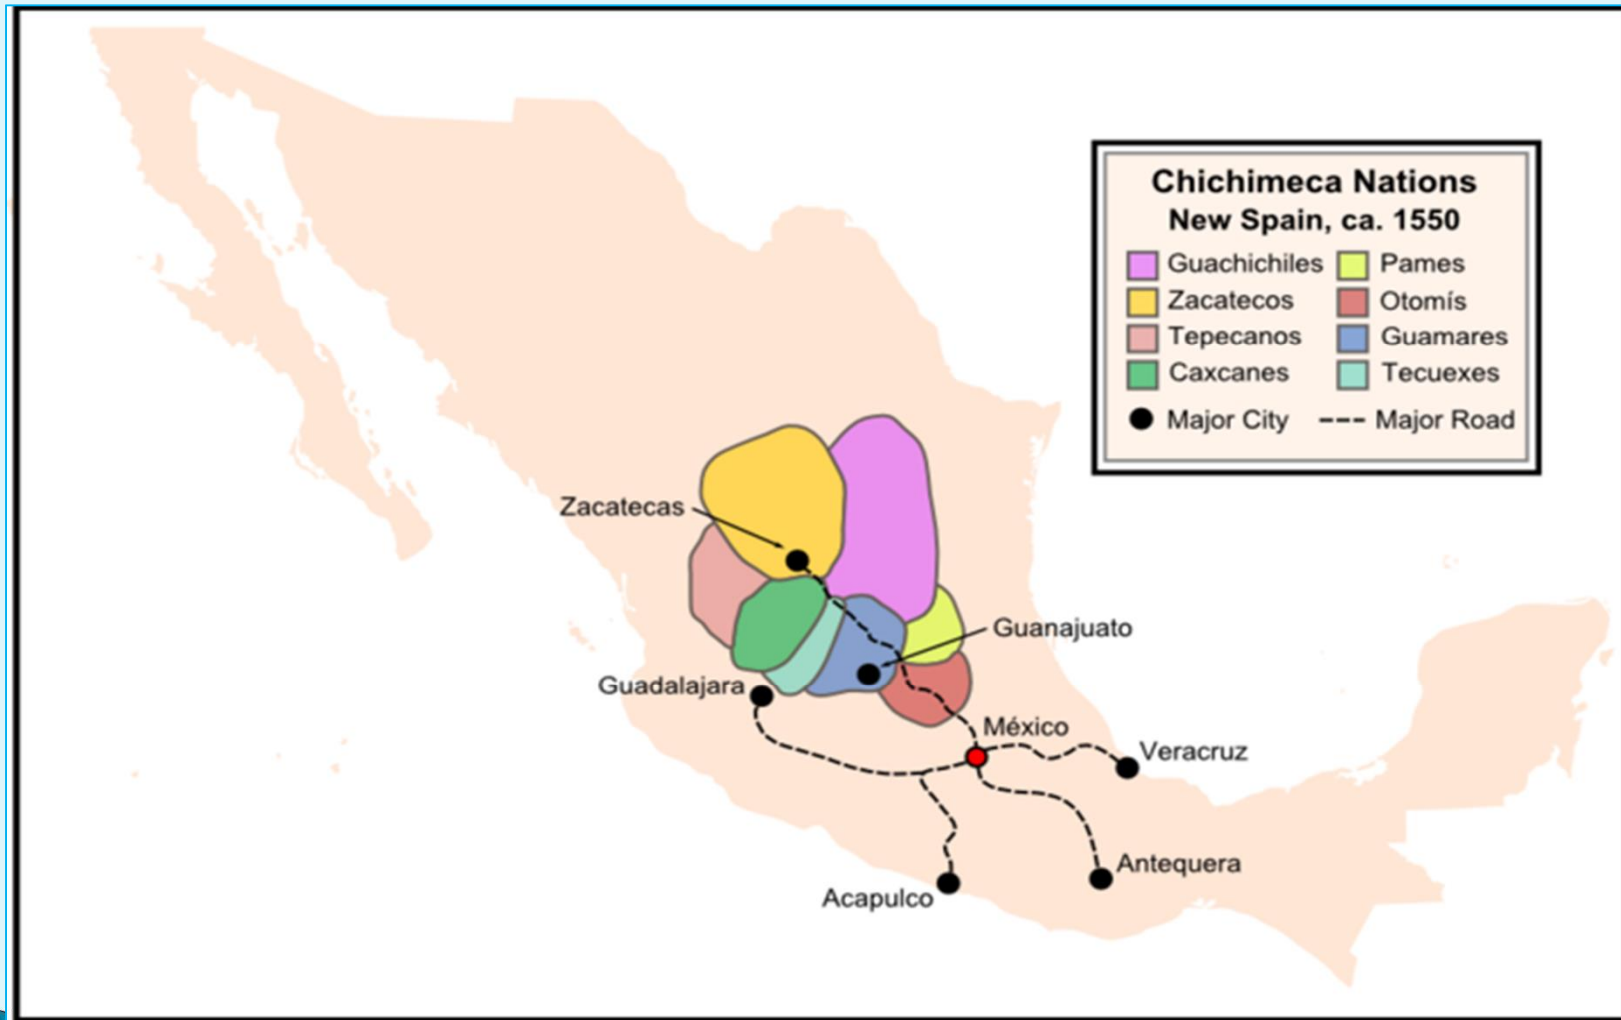 Chichimeca Nations
New Spain, ca. 1550
Guachichiles Pames
Zacatecos Otomís
Tepecanos Guamares
Caxcanes Tecuexes
Major City Major Road
Zacatecas
Guanajuato
Guadalajara
México
Veracruz
Antequera
Acapulco